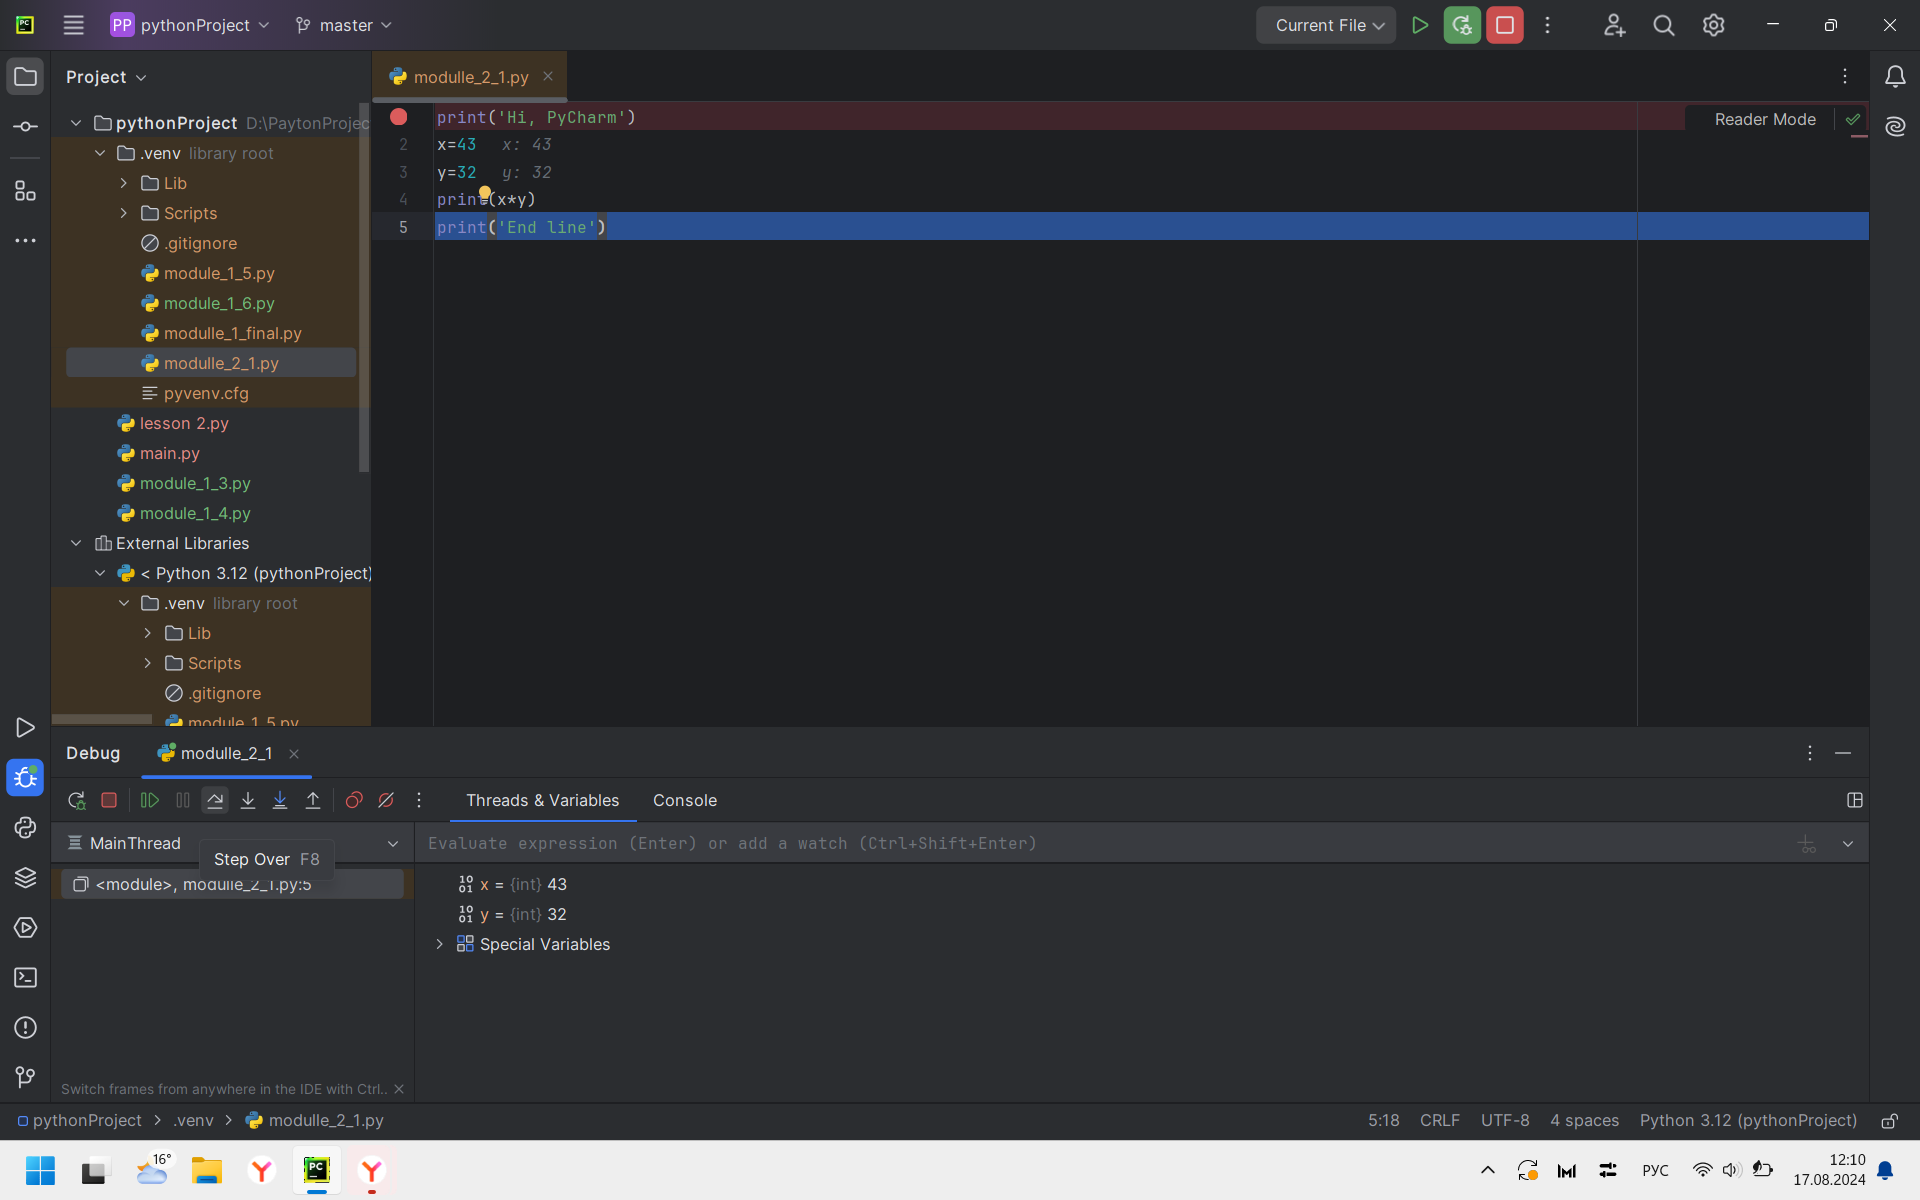 PC
PP pythonProject master Current File
Project
modulle_2_1.py
pythonProject D:\PaytonProjec
.venv library root
Lib
Scripts
.gitignore
module_1_5.py
module_1_6.py
modulle_1_final.py
modulle_2_1.py
pyvenv.cfg
lesson 2.py
main.py
module_1_3.py
module_1_4.py
External Libraries
< Python 3.12 (pythonProject)
.venv library root
Lib
Scripts
.gitignore
module_1_5.py
print('Hi, PyCharm')
Reader Mode
2 x=43 x: 43
3 y=32 y: 32
4 print(x*y)
5 print('End line')
Debug modulle_2_1
Threads & Variables Console
MainThread
Evaluate expression (Enter) or add a watch (Ctrl+Shift+Enter)
Step Over F8
<module>, modulle_2_1.py:5
x = {int} 43
y = {int} 32
Special Variables
Switch frames from anywhere in the IDE with Ctrl..
pythonProject > .venv > modulle_2_1.py
5:18 CRLF UTF-8 4 spaces Python 3.12 (pythonProject)
16°
PC
РУС
12:10
17.08.2024